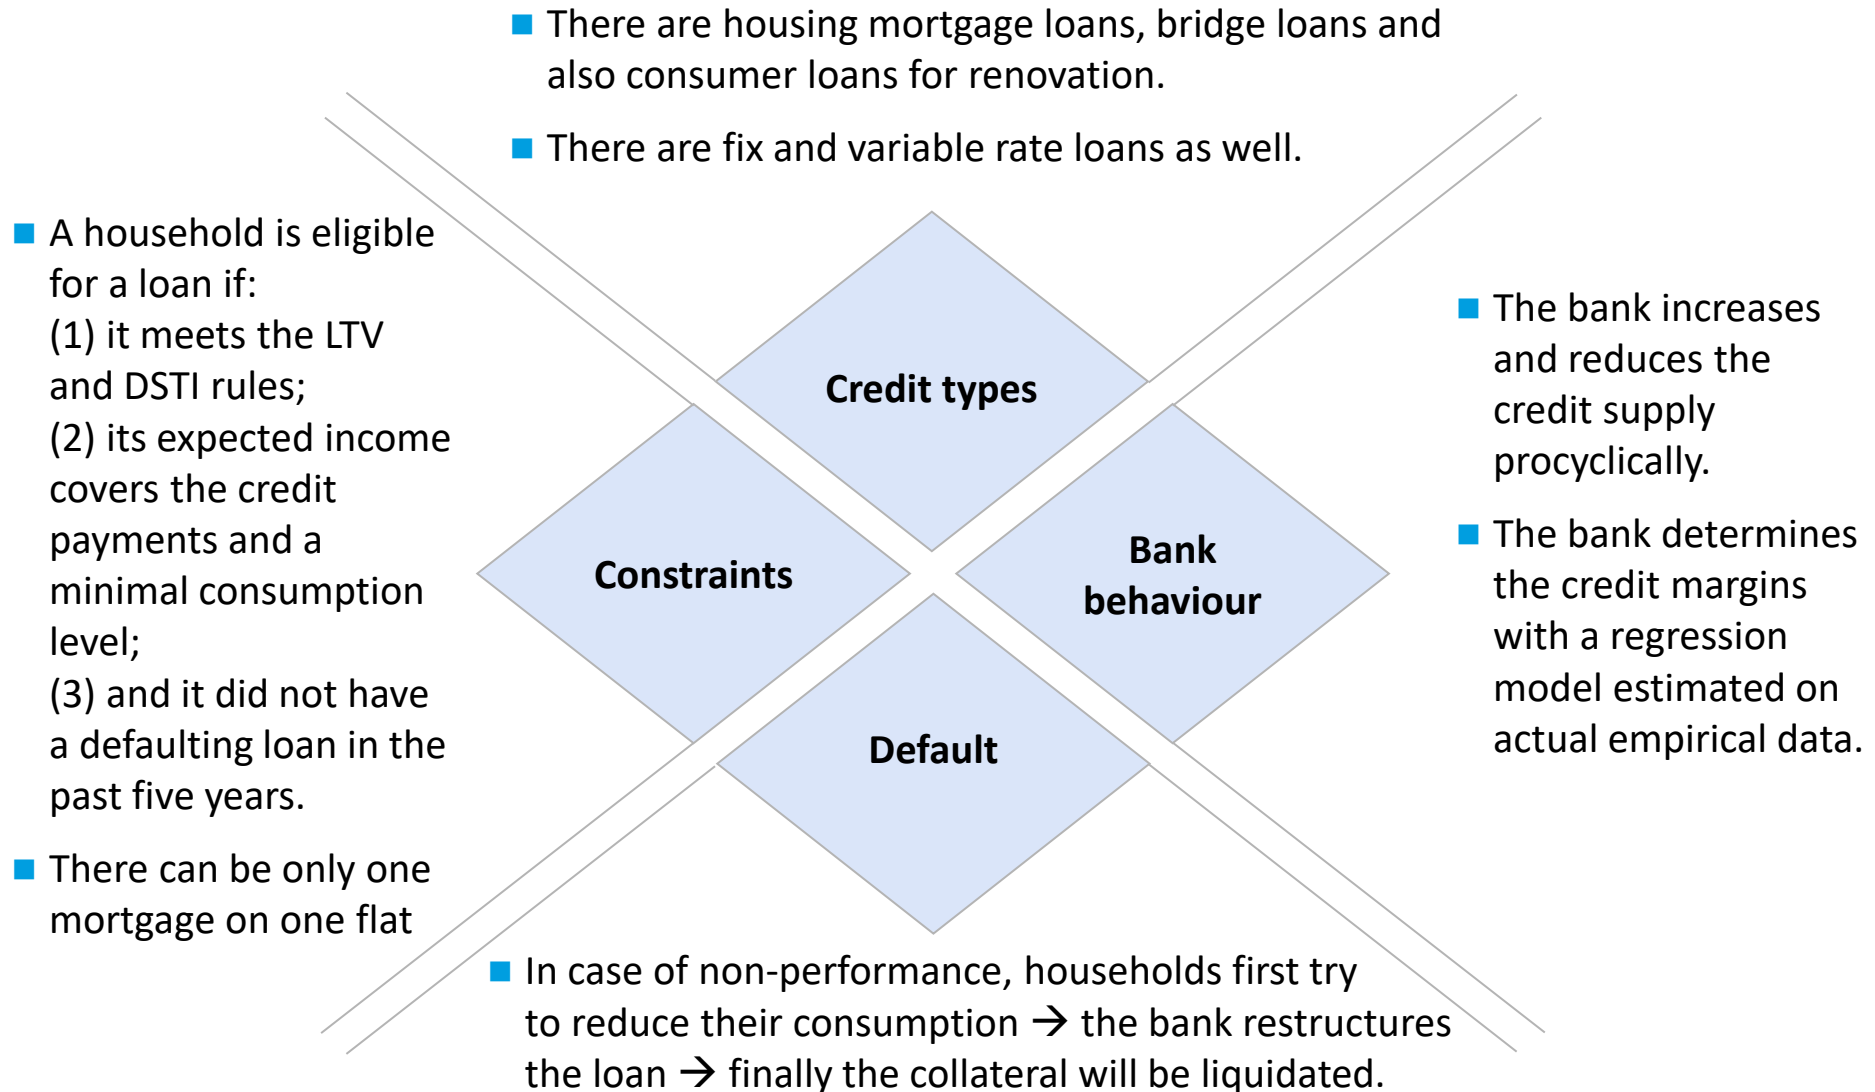 There are housing mortgage loans, bridge loans and
also consumer loans for renovation.
There are fix and variable rate loans as well.
A household is eligible
for a loan if:
(1) it meets the LTV
and DSTI rules;
(2) its expected income
covers the credit
payments and a
minimal consumption
level;
(3) and it did not have
a defaulting loan in the
past five years.
There can be only one
mortgage on one flat
Credit types
Constraints
Bank
behaviour
Default
The bank increases
and reduces the
credit supply
procyclically.
The bank determines
the credit margins
with a regression
model estimated on
actual empirical data.
In case of non-performance, households first try
to reduce their consumption → the bank restructures
the loan → finally the collateral will be liquidated.